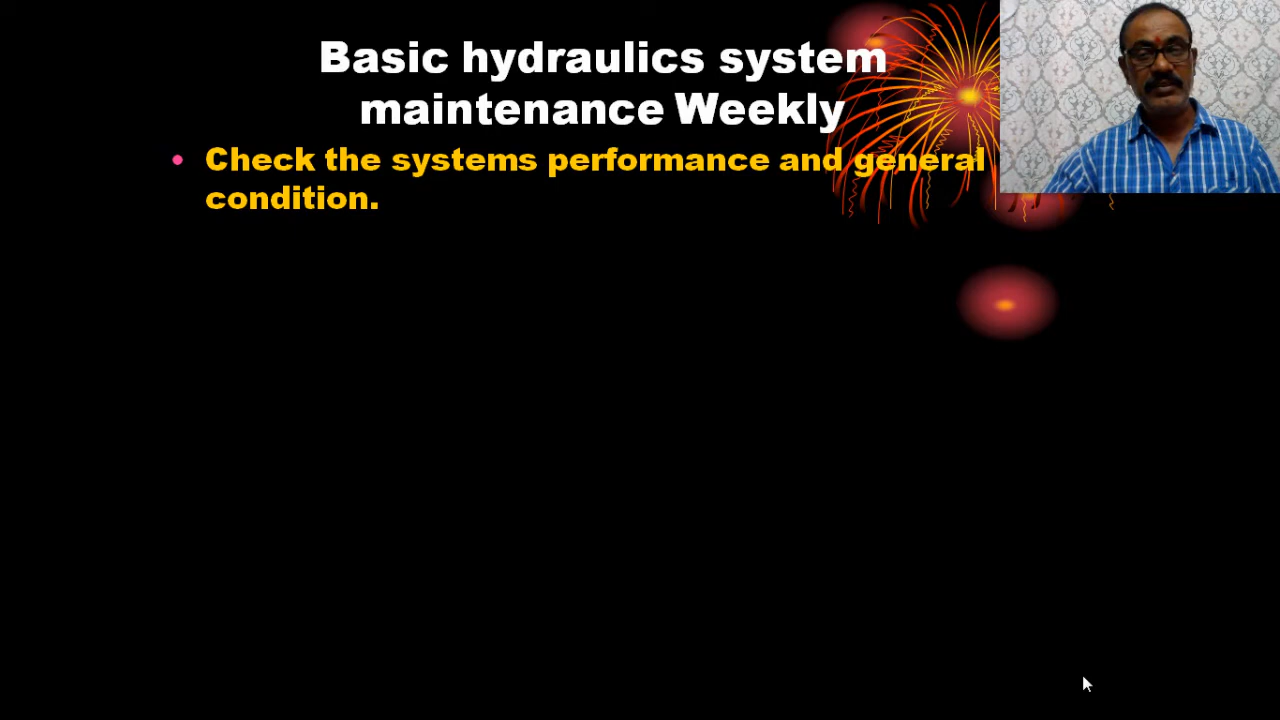 Basic hydraulics system
maintenance Weekly
• Check the systems performance and general
condition.